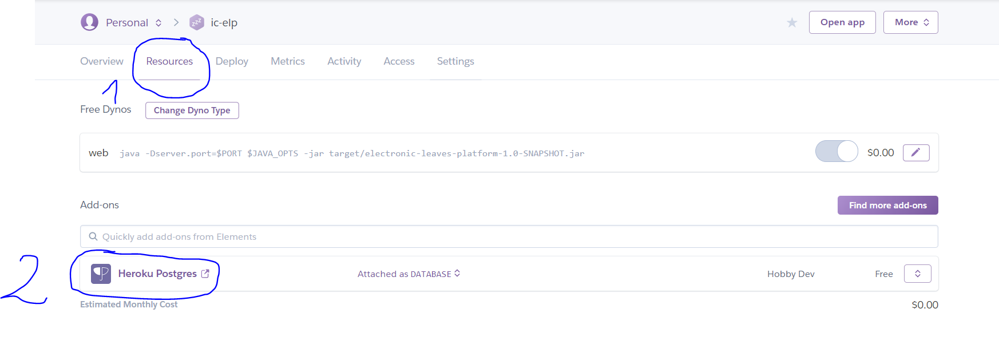 Personal > ic-elp Open app More
Overview Resources Deploy Metrics Activity Access Settings
1
Free Dynos Change Dyno Type
web java -Dserver.port=$PORT $JAVA_OPTS -jar target/electronic-leaves-platform-1.0-SNAPSHOT.jar $0.00
Add-ons Find more add-ons
Quickly add add-ons from Elements
2 Heroku Postgres Attached as DATABASE Hobby Dev Free
Estimated Monthly Cost $0.00